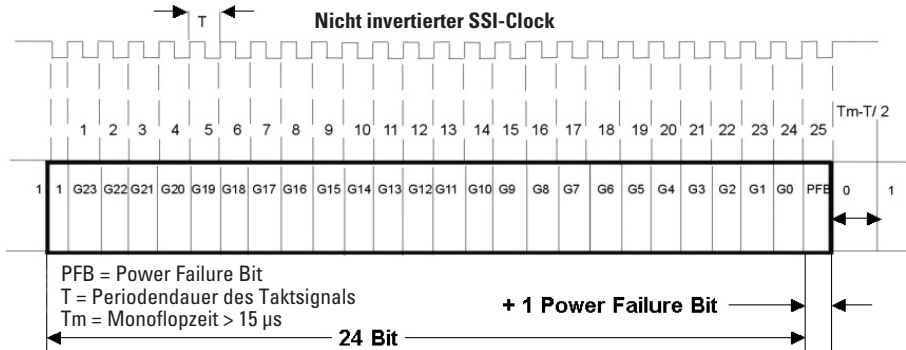 T Nicht invertierter SSI-Clock
1 2 3 4 5 6 7 8 9 10 11 12 13 14 15 16 17 18 19 20 21 22 23 24 25 Tm-T/ 2
1 1 G23 G22 G21 G20 G19 G18 G17 G16 G15 G14 G13 G12 G11 G10 G9 G8 G7 G6 G5 G4 G3 G2 G1 G0 PFB 0 1
PFB = Power Failure Bit
T = Periodendauer des Taktsignals
Tm = Monoflopzeit > 15 µs
+ 1 Power Failure Bit
24 Bit